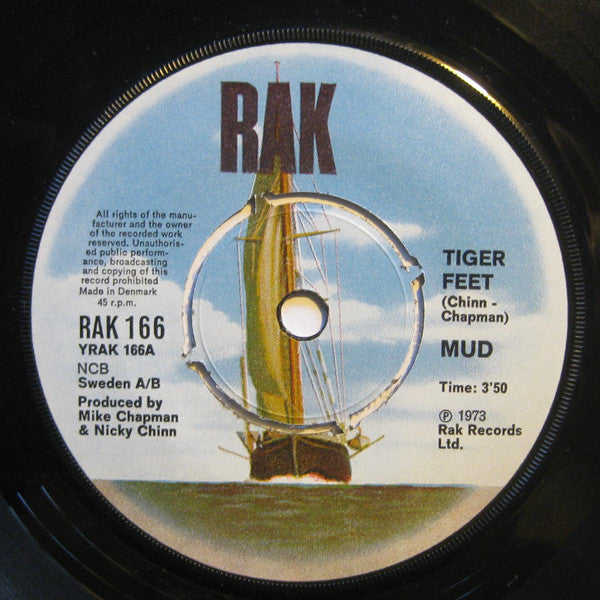 RAK
All rights of the manu-
facturer and the owner
of the recorded work
reserved. Unauthoris-
ed public perform-
ance, broadcasting
and copying of this
record prohibited
Made in Denmark
45 r.p.m.
RAK 166
YRAK 166A
NCB
Sweden A/B
Produced by
Mike Chapman
& Nicky Chinn
TIGER
FEET
(Chinn -
Chapman)
MUD
Time: 3'50
℗ 1973
Rak Records
Ltd.